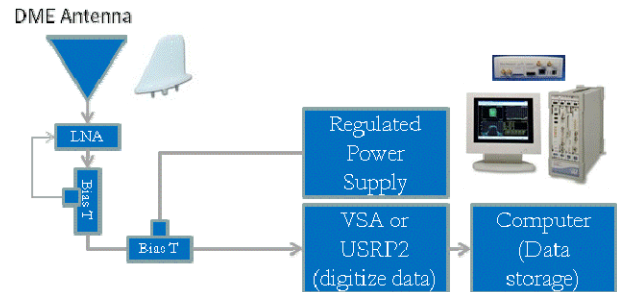 DME Antenna
LNA
Bias T
Bias T
Regulated
Power
Supply
VSA or
USRP2
(digitize data)
Computer
(Data
storage)